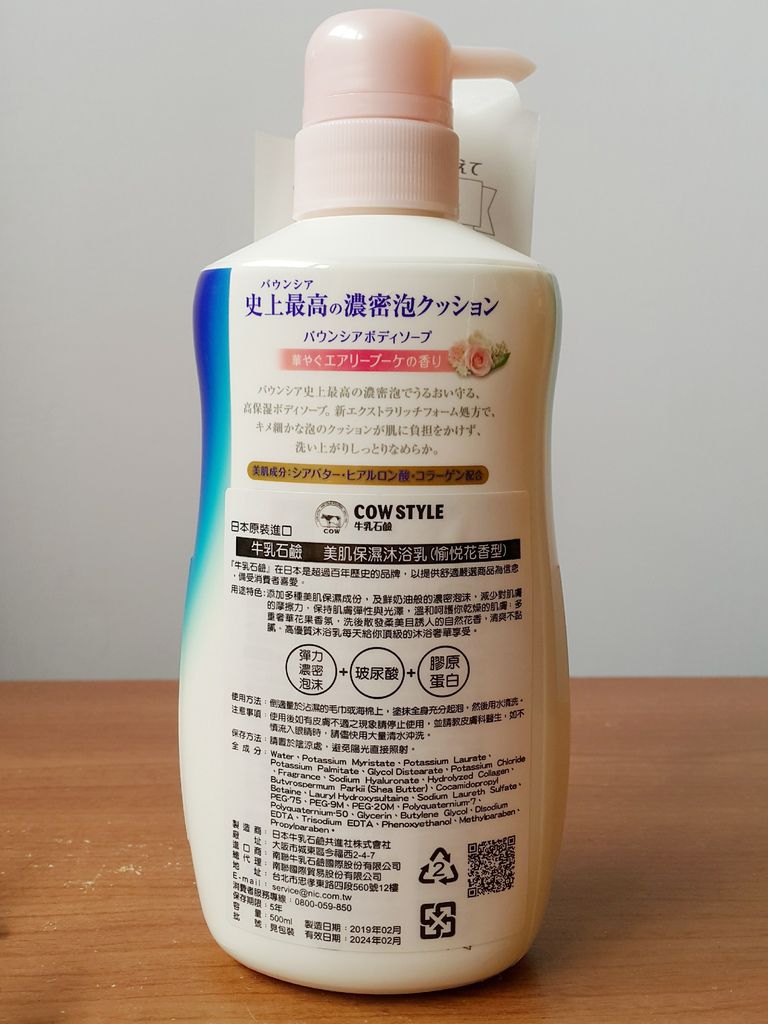 えて
バウンシア
史上最高の濃密泡クッション
バウンシアボディソープ
華やぐエアリーブーケの香り
バウンシア史上最高の濃密泡でうるおい守る、
高保湿ボディソープ。新エクストラリッチフォーム処方で、
キメ細かな泡のクッションが肌に負担をかけず、
洗い上がりしっとりなめらか。
美肌成分:シアバター・ヒアルロン酸・コラーゲン配合
日本原裝進口
COW
COW STYLE
牛乳石鹼
牛乳石鹼 美肌保濕沐浴乳(愉悅花香型)
『牛乳石鹼』在日本是超過百年歷史的品牌,以提供舒適嚴選商品為信念
,備受消費者喜愛。
用途特色:添加多種美肌保濕成份,及鮮奶油般的濃密泡沫,減少對肌膚
的摩擦力,保持肌膚彈性與光澤,溫和呵護你乾燥的肌膚;多
重奢華花果香氛,洗後散發柔美且誘人的自然花香,清爽不黏
膩。高優質沐浴乳每天給你頂級的沐浴奢華享受。
彈力
濃密
泡沫
+
玻尿酸
+
膠原
蛋白
使用方法:倒適量於沾濕的毛巾或海棉上,塗抹全身充分起泡,然後用水清洗。
注意事項:使用後如有皮膚不適之現象請停止使用,並請教皮膚科醫生,如不
慎流入眼睛時,請儘快用大量清水沖洗。
保存方法:請置於陰涼處,避免陽光直接照射。
全成分:Water、Potassium Myristate、Potassium Laurate、
Potassium Palmitate、Glycol Distearate、Potassium Chloride
、Fragrance、Sodium Hyaluronate、Hydrolyzed Collagen、
Butyrospermum Parkii (Shea Butter)、Cocamidopropyl
Betaine、Lauryl Hydroxysultaine、Sodium Laureth Sulfate、
PEG-75、PEG-9M、PEG-20M、Polyquaternium-7、
Polyquaternium-50、Glycerin、Butylene Glycol、Disodium
EDTA、Trisodium EDTA、Phenoxyethanol、Methylparaben、
Propylparaben。
製造商:日本牛乳石鹼共進社株式會社
廠址:大阪市城東區今福西2-4-7
進口商:南聯牛乳石鹼國際股份有限公司
總代理:南聯國際貿易股份有限公司
地址:台北市忠孝東路四段560號12樓
E-mail:service@nic.com.tw
消費者服務專線:0800-059-850
保存期限:5年
容量:500ml 製造日期:2019年02月
批號:見包裝 有效日期:2024年02月
2